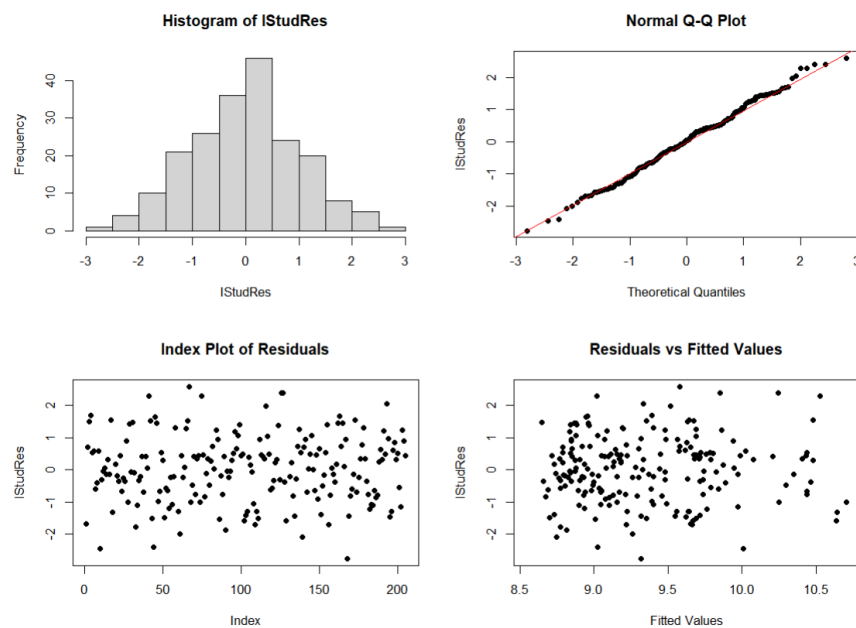 Histogram of lStudRes
Frequency
0 10 20 30 40
-3 -2 -1 0 1 2 3
lStudRes
Normal Q-Q Plot
lStudRes
-2 -1 0 1 2
-3 -2 -1 0 1 2 3
Theoretical Quantiles
Index Plot of Residuals
lStudRes
-2 -1 0 1 2
0 50 100 150 200
Index
Residuals vs Fitted Values
lStudRes
-2 -1 0 1 2
8.5 9.0 9.5 10.0 10.5
Fitted Values